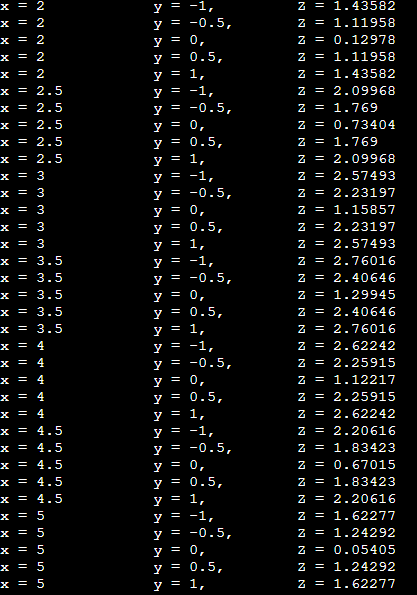 x = 2 y = -1, Z = 1.43582
x = 2 y = -0.5, Z = 1.11958
x = 2 y = 0, Z = 0.12978
x = 2 y = 0.5, Z = 1.11958
x = 2 y = 1, Z = 1.43582
x = 2.5 y = -1, Z = 2.09968
x = 2.5 y = -0.5, Z = 1.769
x = 2.5 y = 0, Z = 0.73404
x = 2.5 y = 0.5, Z = 1.769
x = 2.5 y = 1, Z = 2.09968
x = 3 y = -1, Z = 2.57493
x = 3 y = -0.5, Z = 2.23197
x = 3 y = 0, Z = 1.15857
x = 3 y = 0.5, Z = 2.23197
x = 3 y = 1, Z = 2.57493
x = 3.5 y = -1, Z = 2.76016
x = 3.5 y = -0.5, Z = 2.40646
x = 3.5 y = 0, Z = 1.29945
x = 3.5 y = 0.5, Z = 2.40646
x = 3.5 y = 1, Z = 2.76016
x = 4 y = -1, Z = 2.62242
x = 4 y = -0.5, Z = 2.25915
x = 4 y = 0, Z = 1.12217
x = 4 y = 0.5, Z = 2.25915
x = 4 y = 1, Z = 2.62242
x = 4.5 y = -1, Z = 2.20616
x = 4.5 y = -0.5, Z = 1.83423
x = 4.5 y = 0, Z = 0.67015
x = 4.5 y = 0.5, Z = 1.83423
x = 4.5 y = 1, Z = 2.20616
x = 5 y = -1, Z = 1.62277
x = 5 y = -0.5, Z = 1.24292
x = 5 y = 0, Z = 0.05405
x = 5 y = 0.5, Z = 1.24292
x = 5 y = 1, Z = 1.62277